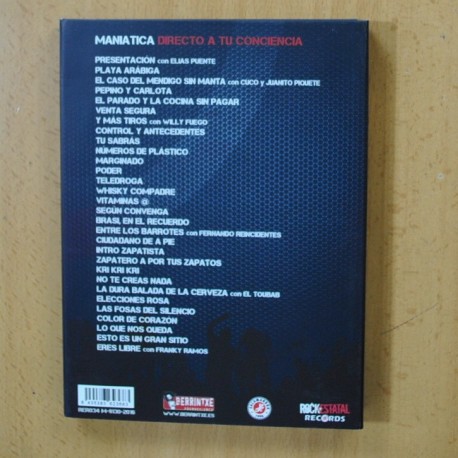 MANIATICA DIRECTO A TU CONCIENCIA
PRESENTACIÓN con ELIAS PUENTE
PLAYA ARÁBIGA
EL CASO DEL MENDIGO SIN MANTA con CUCO y JUANITO PIQUETE
PEPINO Y CARLOTA
EL PARADO Y LA COCINA SIN PAGAR
VENTA SEGURA
Y MÁS TIROS con WILLY FUEGO
CONTROL Y ANTECEDENTES
TU SABRÁS
NÚMEROS DE PLÁSTICO
MARGINADO
PODER
TELEDROGA
WHISKY COMPADRE
VITAMINAS @
SEGÚN CONVENGA
BRASIL EN EL RECUERDO
ENTRE LOS BARROTES con FERNANDO REINCIDENTES
CIUDADANO DE A PIE
INTRO ZAPATISTA
ZAPATERO A POR TUS ZAPATOS
KRI KRI KRI
NO TE CREAS NADA
LA DURA BALADA DE LA CERVEZA con EL TOUBAB
ELECCIONES ROSA
LAS FOSAS DEL SILENCIO
COLOR DE CORAZÓN
LO QUE NOS QUEDA
ESTO ES UN GRAN SITIO
ERES LIBRE con FRANKY RAMOS
DERRINTXE
WWW.DERRINTXE.ES
ROCK ESTATAL
RECORDS